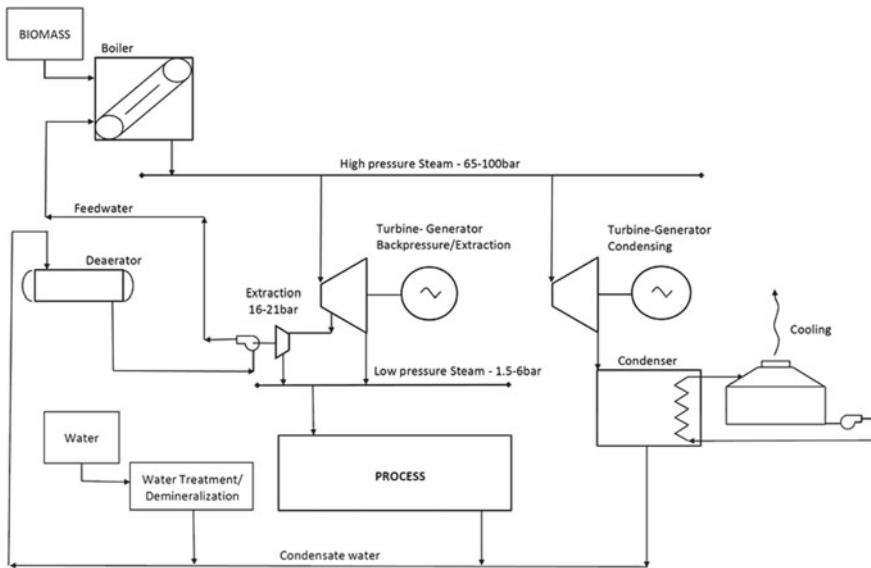 BIOMASS
Boiler
High pressure Steam - 65-100bar
Feedwater
Turbine- Generator
Backpressure/Extraction
Turbine-Generator
Condensing
Deaerator
Extraction
16-21bar
Cooling
Low pressure Steam - 1.5-6bar
Condenser
Water
Water Treatment/
Demineralization
PROCESS
Condensate water